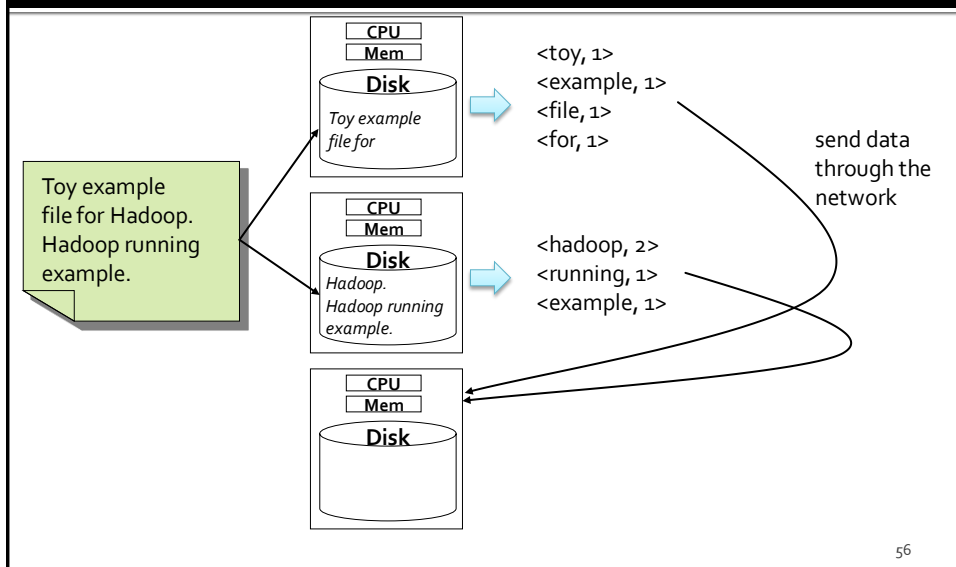 Toy example
file for Hadoop.
Hadoop running
example.
CPU
Mem
Disk
Toy example
file for
<toy, 1>
<example, 1>
<file, 1>
<for, 1>
CPU
Mem
Disk
Hadoop.
Hadoop running
example.
<hadoop, 2>
<running, 1>
<example, 1>
send data
through the
network
CPU
Mem
Disk
56